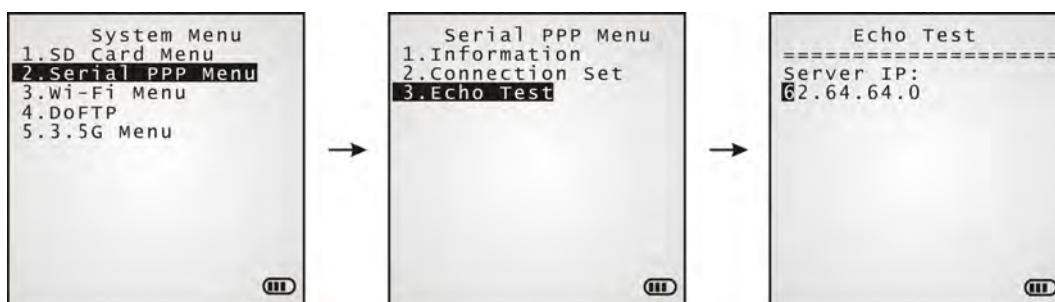 System Menu
1.SD Card Menu
2.Serial PPP Menu
3.Wi-Fi Menu
4.DoFTP
5.3.5G Menu
Serial PPP Menu
1.Information
2.Connection Set
3.Echo Test
Echo Test
====================
Server IP:
62.64.64.0